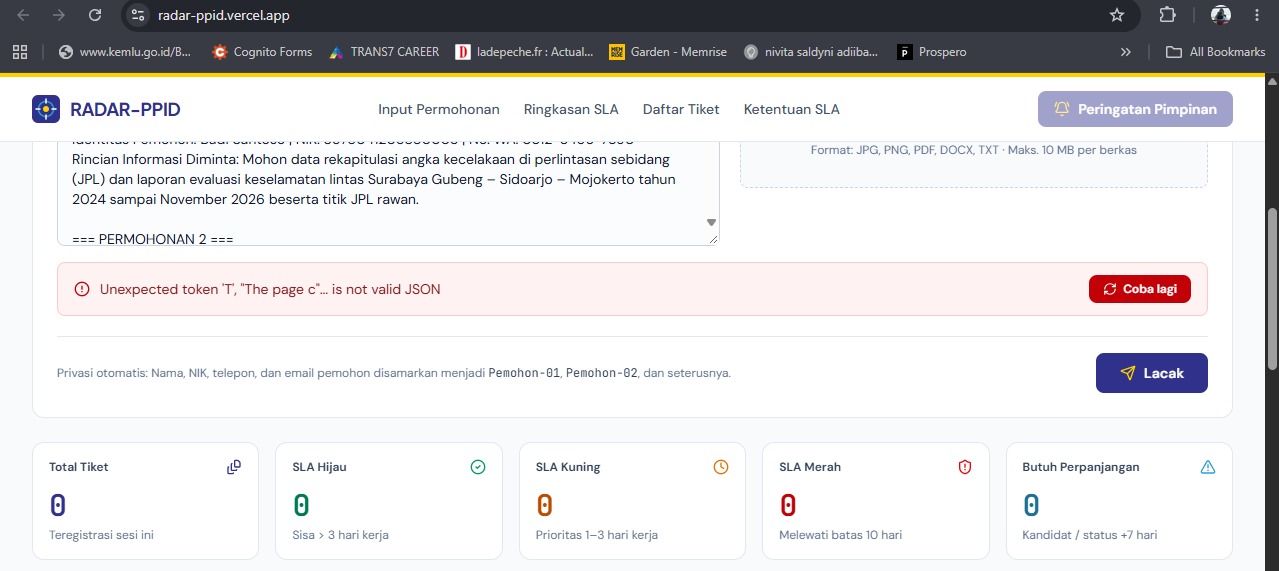 radar-ppid.vercel.app
www.kemlu.go.id/B...
Cognito Forms
TRANS7 CAREER
ladepeche.fr : Actual...
Garden - Memrise
nivita saldyni adiiba...
Prospero
»
All Bookmarks
RADAR-PPID
Input Permohonan
Ringkasan SLA
Daftar Tiket
Ketentuan SLA
Peringatan Pimpinan
Rincian Informasi Diminta: Mohon data rekapitulasi angka kecelakaan di perlintasan sebidang
(JPL) dan laporan evaluasi keselamatan lintas Surabaya Gubeng – Sidoarjo – Mojokerto tahun
2024 sampai November 2026 beserta titik JPL rawan.
=== PERMOHONAN 2 ===
Format: JPG, PNG, PDF, DOCX, TXT · Maks. 10 MB per berkas
Unexpected token 'T', "The page c"... is not valid JSON
Coba lagi
Privasi otomatis: Nama, NIK, telepon, dan email pemohon disamarkan menjadi Pemohon-01, Pemohon-02, dan seterusnya.
Lacak
Total Tiket
0
Teregistrasi sesi ini
SLA Hijau
0
Sisa > 3 hari kerja
SLA Kuning
0
Prioritas 1–3 hari kerja
SLA Merah
0
Melewati batas 10 hari
Butuh Perpanjangan
0
Kandidat / status +7 hari